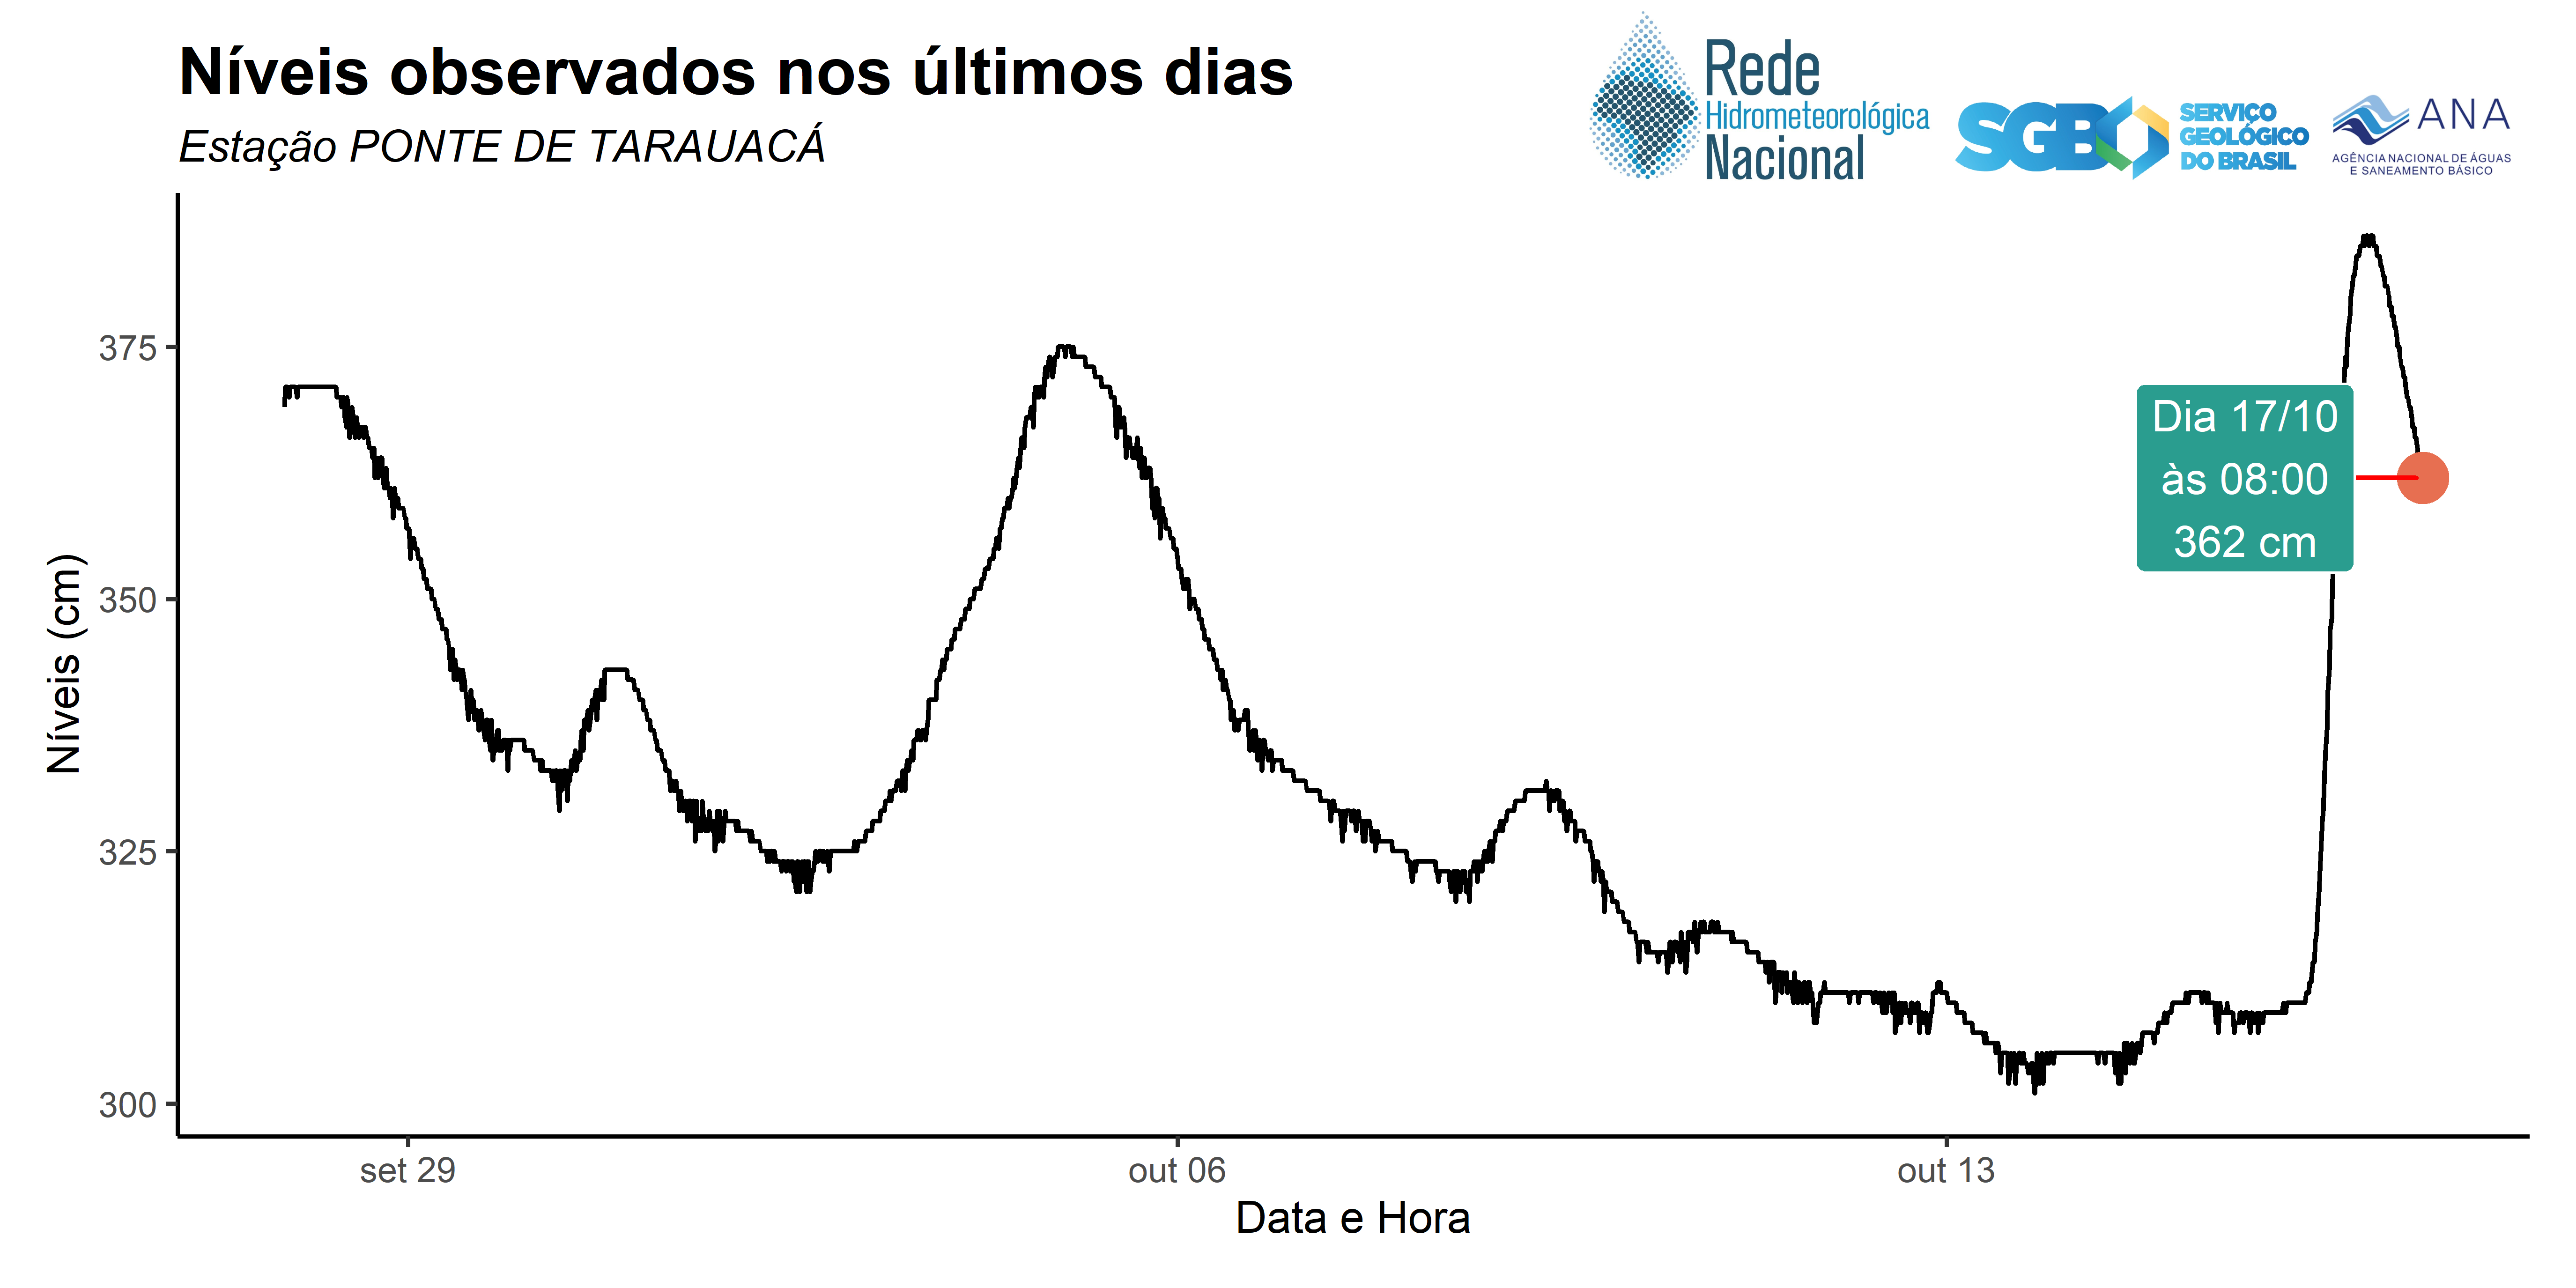 Níveis observados nos últimos dias
Estação PONTE DE TARAUACÁ
Rede
Hidrometeorológica
Nacional
SGB
SERVIÇO
GEOLÓGICO
DO BRASIL
ANA
AGÊNCIA NACIONAL DE ÁGUAS
E SANEAMENTO BÁSICO
Níveis (cm)
375
350
325
300
Dia 17/10
às 08:00
362 cm
set 29
out 06
out 13
Data e Hora